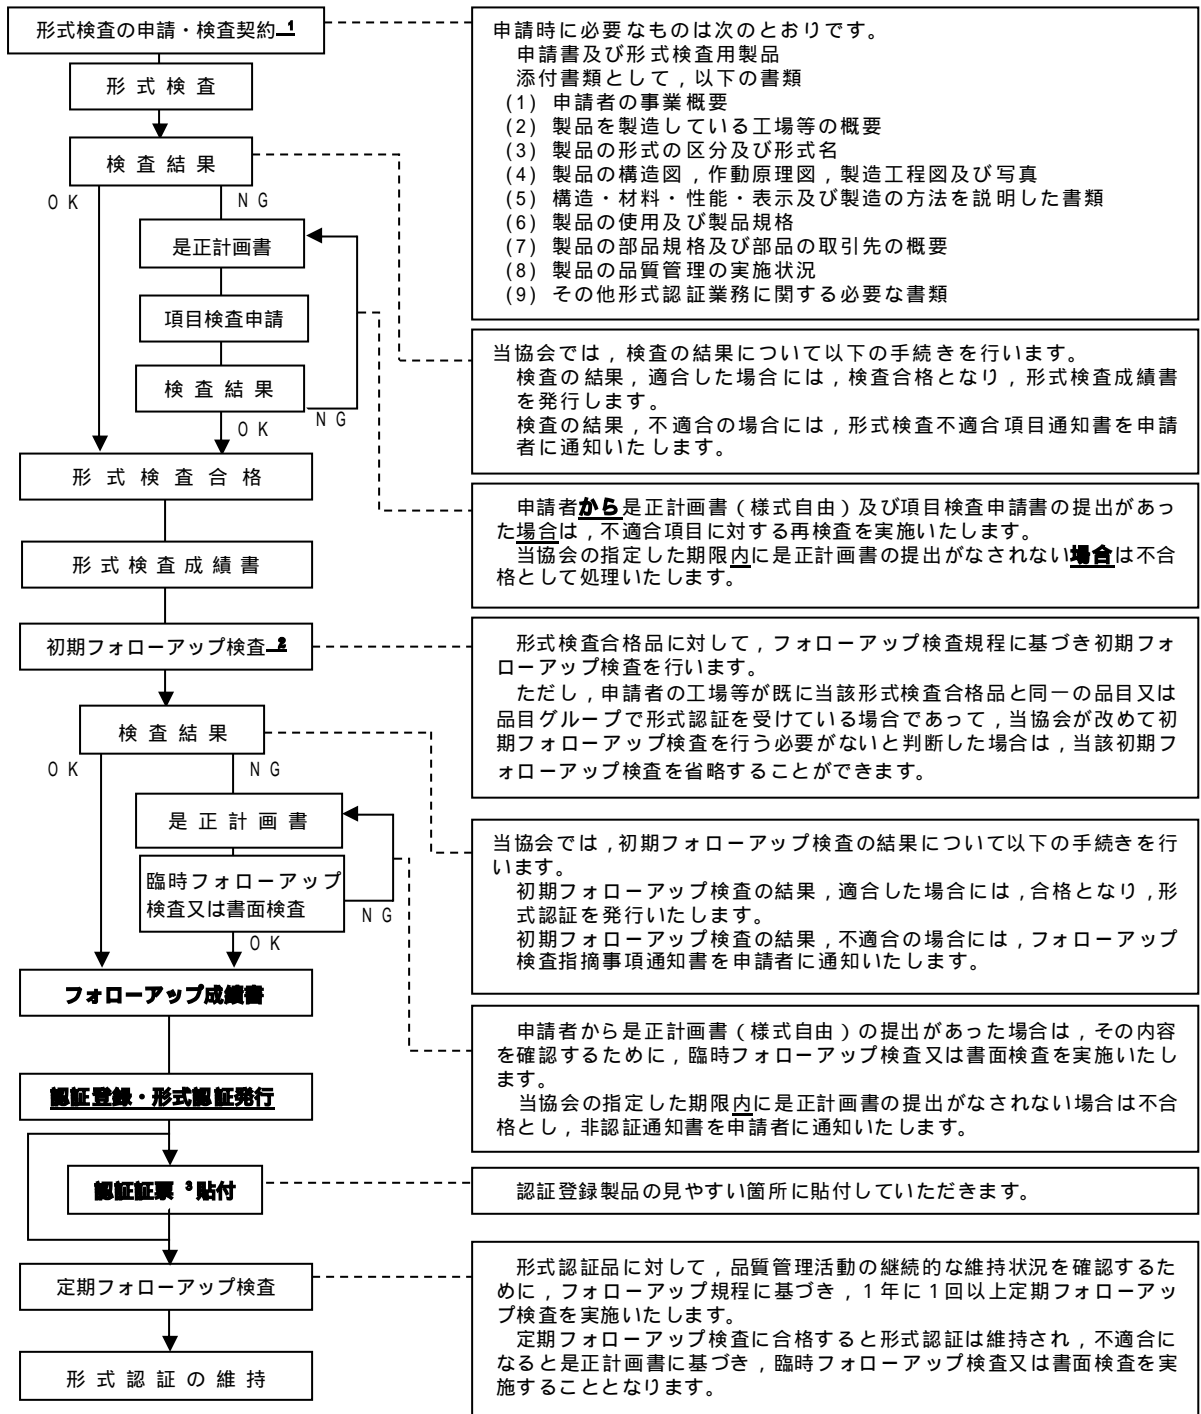 形式検査の申請・検査契約 1
形 式 検 査
検 査 結 果
OK
NG
是正計画書
項目検査申請
検 査 結 果
NG
OK
形 式 検 査 合 格
形 式 検 査 成 績 書
初期フォローアップ検査 2
検 査 結 果
OK
NG
是 正 計 画 書
臨時フォローアップ
検査又は書面検査
NG
OK
フォローアップ成績書
認証登録・形式認証発行
認証証票 3貼付
定期フォローアップ検査
形 式 認 証 の 維 持
申請時に必要なものは次のとおりです。
申請書及び形式検査用製品
添付書類として，以下の書類
(1) 申請者の事業概要
(2) 製品を製造している工場等の概要
(3) 製品の形式の区分及び形式名
(4) 製品の構造図，作動原理図，製造工程図及び写真
(5) 構造・材料・性能・表示及び製造の方法を説明した書類
(6) 製品の使用及び製品規格
(7) 製品の部品規格及び部品の取引先の概要
(8) 製品の品質管理の実施状況
(9) その他形式認証業務に関する必要な書類
当協会では，検査の結果について以下の手続きを行います。
検査の結果，適合した場合には，検査合格となり，形式検査成績書
を発行します。
検査の結果，不適合の場合には，形式検査不適合項目通知書を申請
者に通知いたします。
申請者から是正計画書（様式自由）及び項目検査申請書の提出があっ
た場合は，不適合項目に対する再検査を実施いたします。
当協会の指定した期限内に是正計画書の提出がなされない場合は不合
格として処理いたします。
形式検査合格品に対して，フォローアップ検査規程に基づき初期フォ
ローアップ検査を行います。
ただし，申請者の工場等が既に当該形式検査合格品と同一の品目又は
品目グループで形式認証を受けている場合であって，当協会が改めて初
期フォローアップ検査を行う必要がないと判断した場合は，当該初期フ
ォローアップ検査を省略することができます。
当協会では，初期フォローアップ検査の結果について以下の手続きを行
います。
初期フォローアップ検査の結果，適合した場合には，合格となり，形
式認証を発行いたします。
初期フォローアップ検査の結果，不適合の場合には，フォローアップ
検査指摘事項通知書を申請者に通知いたします。
申請者から是正計画書（様式自由）の提出があった場合は，その内容
を確認するために，臨時フォローアップ検査又は書面検査を実施いたし
ます。
当協会の指定した期限内に是正計画書の提出がなされない場合は不合
格とし，非認証通知書を申請者に通知いたします。
認証登録製品の見やすい箇所に貼付していただきます。
形式認証品に対して，品質管理活動の継続的な維持状況を確認するた
めに，フォローアップ規程に基づき，１年に１回以上定期フォローアッ
プ検査を実施いたします。
定期フォローアップ検査に合格すると形式認証は維持され，不適合に
なると是正計画書に基づき，臨時フォローアップ検査又は書面検査を実
施することとなります。